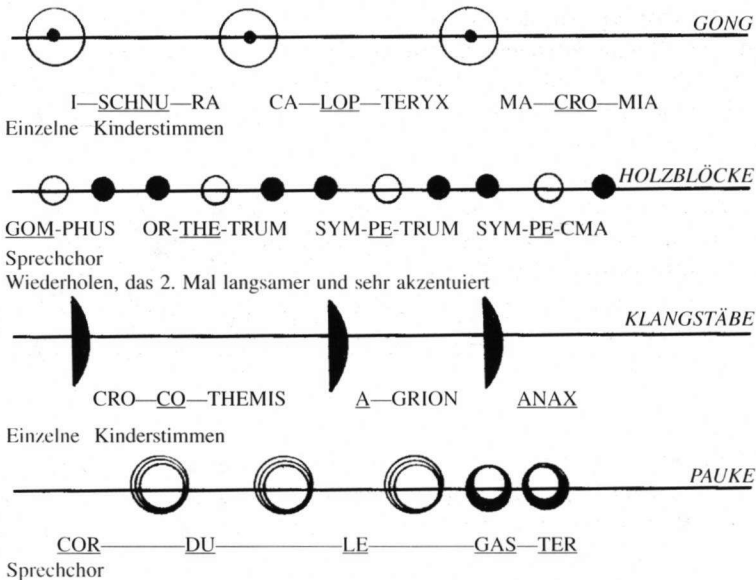 GONG
I—SCHNU—RA CA—LOP—TERYX MA—CRO—MIA
Einzelne Kinderstimmen
HOLZBLÖCKE
GOM-PHUS OR-THE-TRUM SYM-PE-TRUM SYM-PE-CMA
Sprechchor
Wiederholen, das 2. Mal langsamer und sehr akzentuiert
KLANGSTÄBE
CRO—CO—THEMIS A—GRION ANAX
Einzelne Kinderstimmen
PAUKE
COR———DU———LE———GAS—TER
Sprechchor